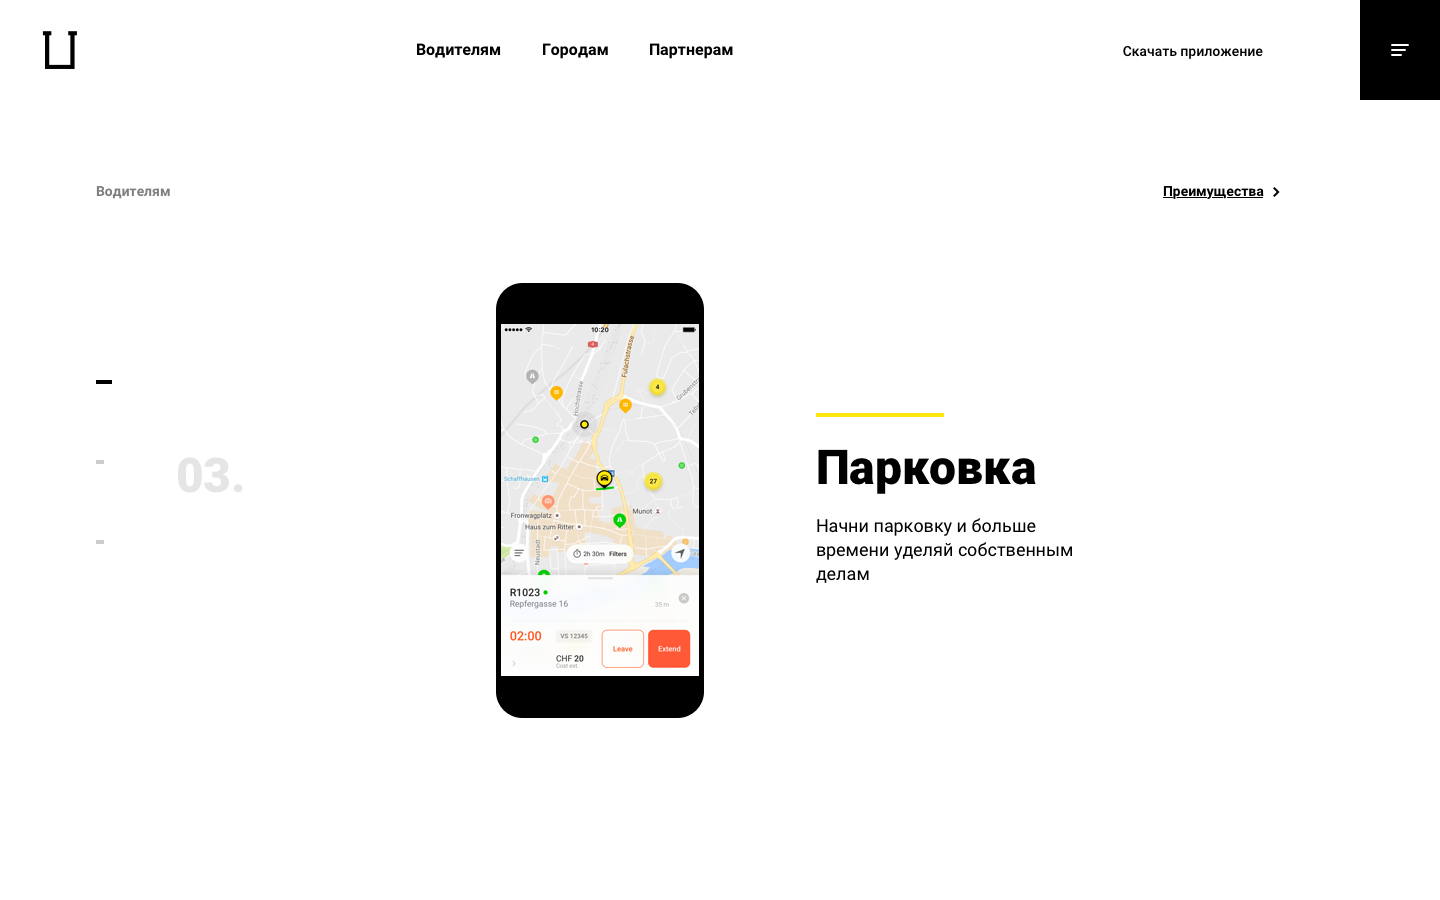 Водителям
Городам
Партнерам
Скачать приложение
Водителям
Преимущества
03.
10:20
4
Fulachstrasse
Hochstrasse
Schaffhausen
27
Fronwagplatz
Munot
Haus zum Ritter
Neustadt
2h 30m Filters
R1023
Repfergasse 16
35 m
02:00
VS 12345
Leave
Extend
CHF 20
Cost est.
Парковка
Начни парковку и больше
времени уделяй собственным
делам